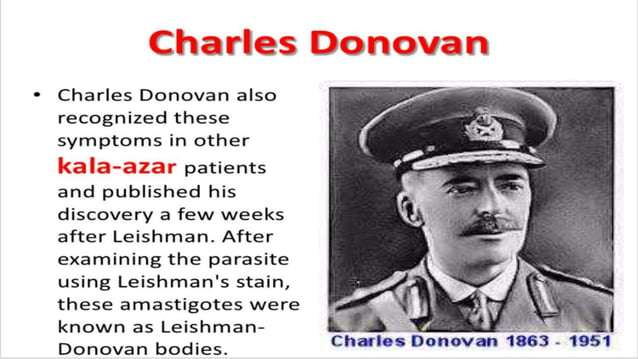 Charles Donovan
• Charles Donovan also
recognized these
symptoms in other
kala-azar patients
and published his
discovery a few weeks
after Leishman. After
examining the parasite
using Leishman's stain,
these amastigotes were
known as Leishman-
Donovan bodies.
Charles Donovan 1863 - 1951